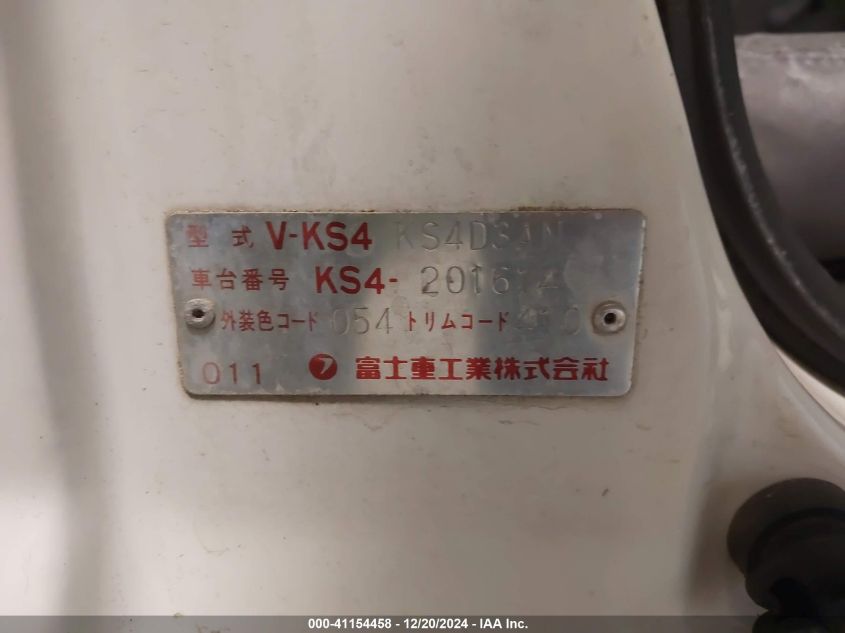 型式 V-KS4 KS4D34N
車台番号 KS4-
外装色コード 054 トリムコード
011 フ 富士重工業株式会社
000-41154458 - 12/20/2024 - IAA Inc.